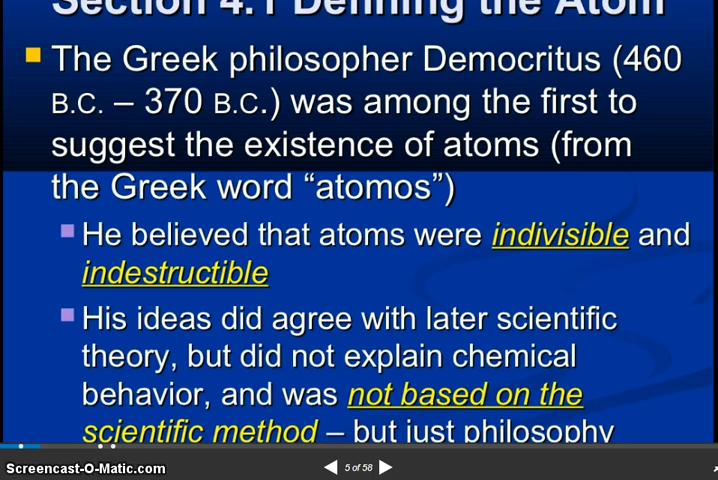 Section 4.1 Defining the Atom
The Greek philosopher Democritus (460
B.C. – 370 B.C.) was among the first to
suggest the existence of atoms (from
the Greek word “atomos”)
He believed that atoms were indivisible and
indestructible
His ideas did agree with later scientific
theory, but did not explain chemical
behavior, and was not based on the
scientific method – but just philosophy
Screencast-O-Matic.com
5 of 58